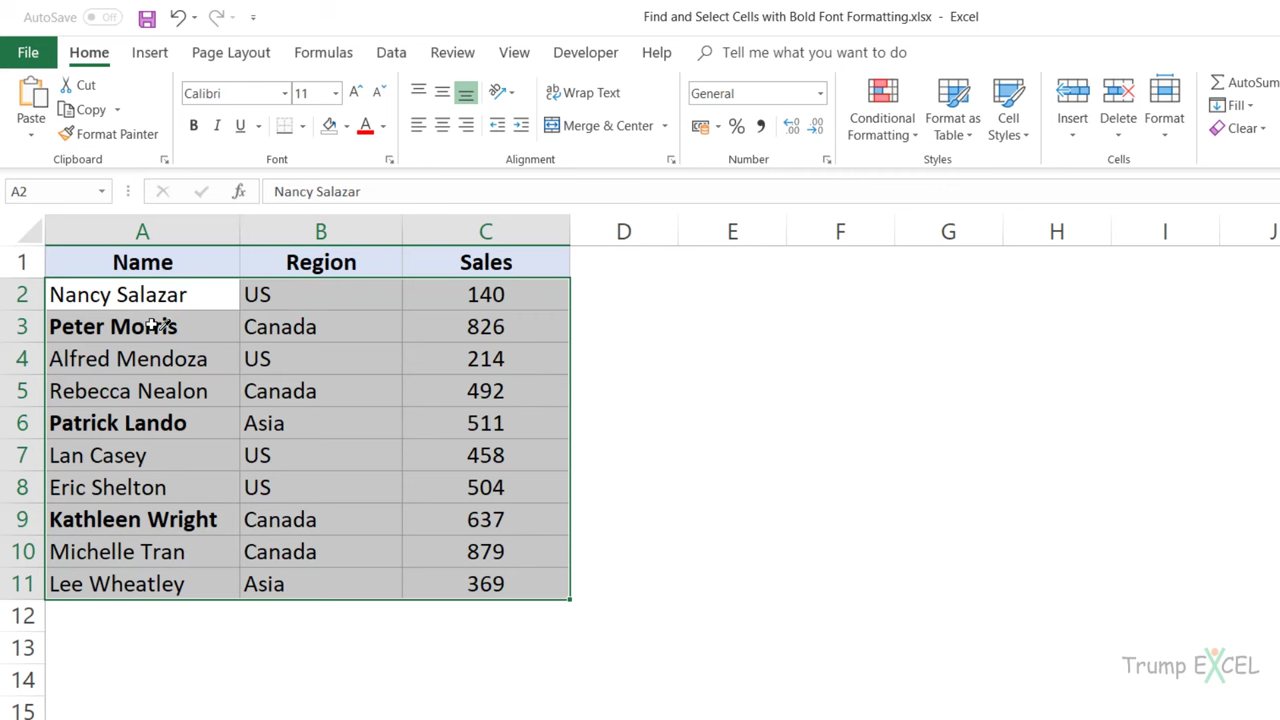 AutoSave Off
Find and Select Cells with Bold Font Formatting.xlsx - Excel
File Home Insert Page Layout Formulas Data Review View Developer Help Tell me what you want to do
Paste
Cut
Copy
Format Painter
Clipboard
Calibri 11
B I U
Font
Wrap Text
Merge & Center
Alignment
General
Number
Conditional Formatting
Format as Table
Cell Styles
Styles
Insert Delete Format
Cells
AutoSum
Fill
Clear
A2 fx Nancy Salazar
A B C D E F G H I J
1 Name Region Sales
2 Nancy Salazar US 140
3 Peter Morris Canada 826
4 Alfred Mendoza US 214
5 Rebecca Nealon Canada 492
6 Patrick Lando Asia 511
7 Lan Casey US 458
8 Eric Shelton US 504
9 Kathleen Wright Canada 637
10 Michelle Tran Canada 879
11 Lee Wheatley Asia 369
12
13
14
15
Trump EXCEL